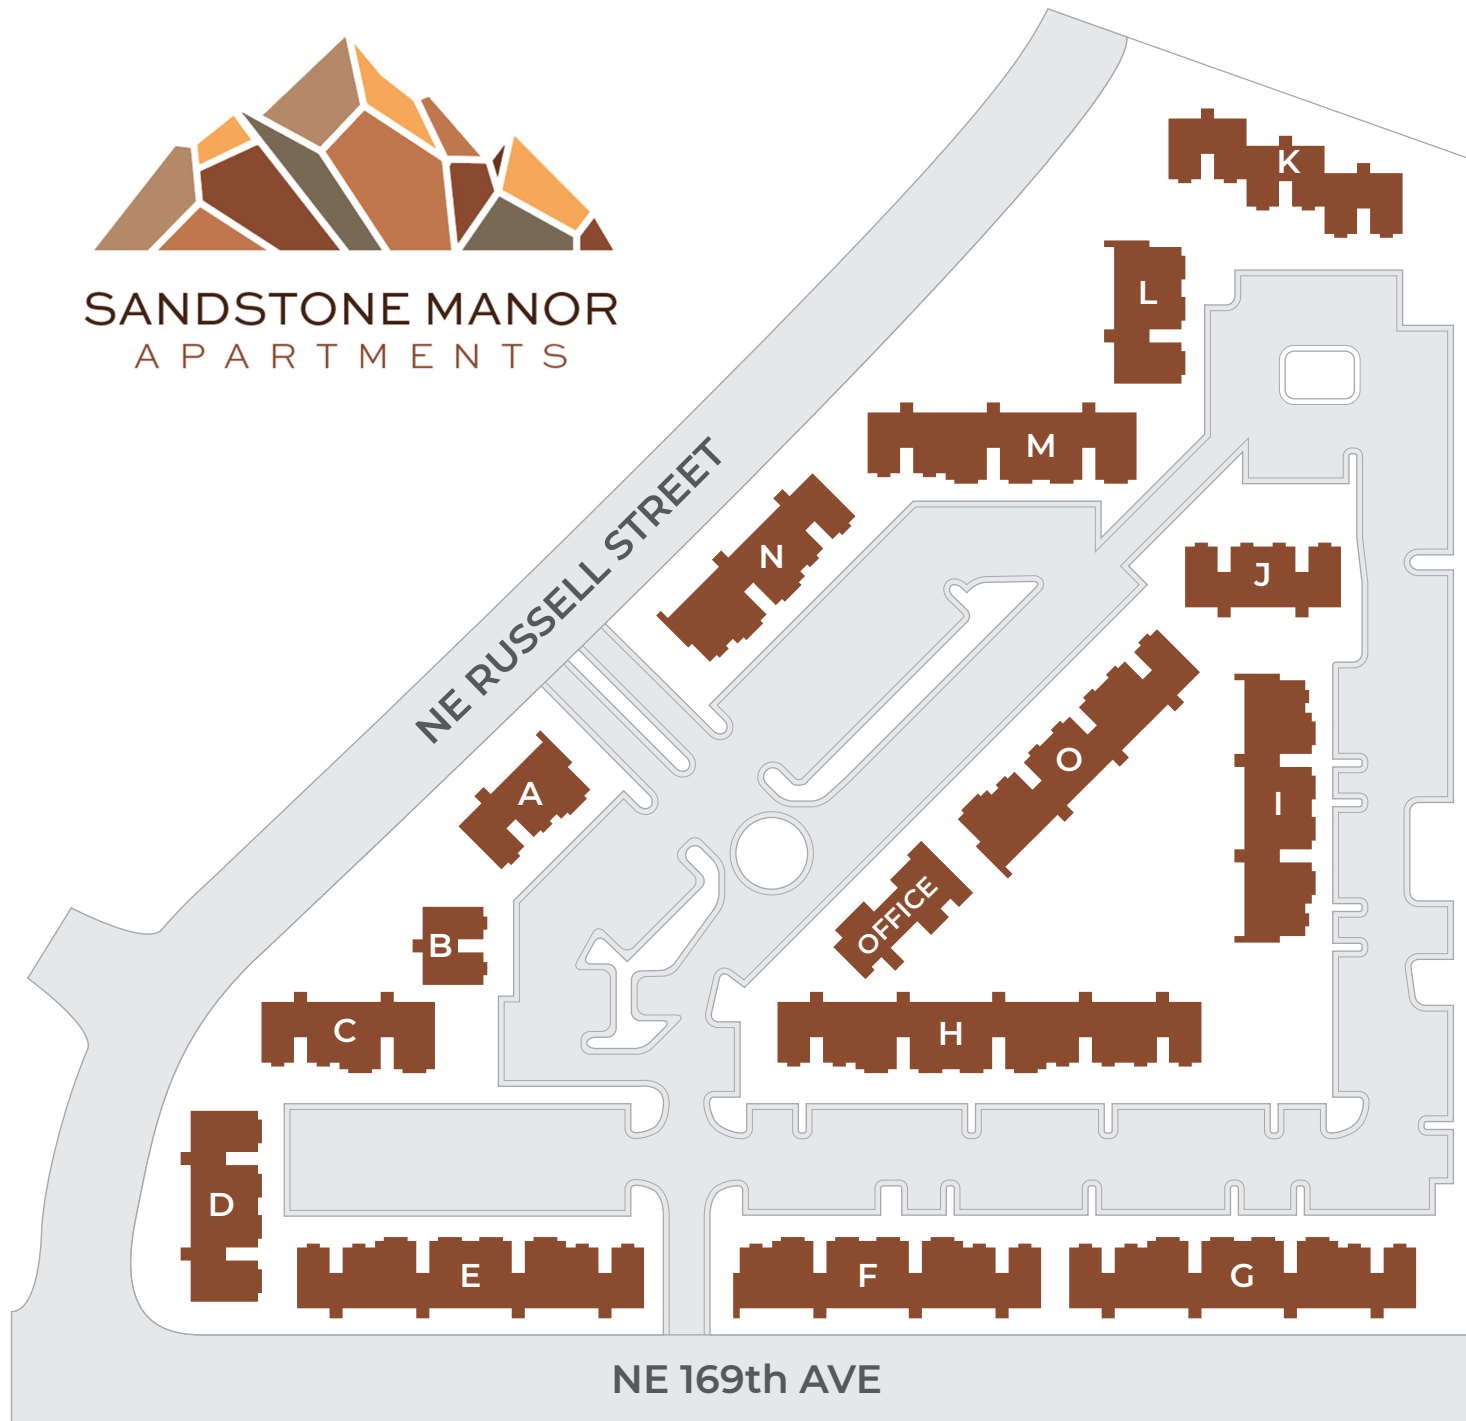 SANDSTONE MANOR
APARTMENTS
K
L
M
NE RUSSELL STREET
N
J
O
A
I
OFFICE
B
C
H
D
E
F
G
NE 169th AVE